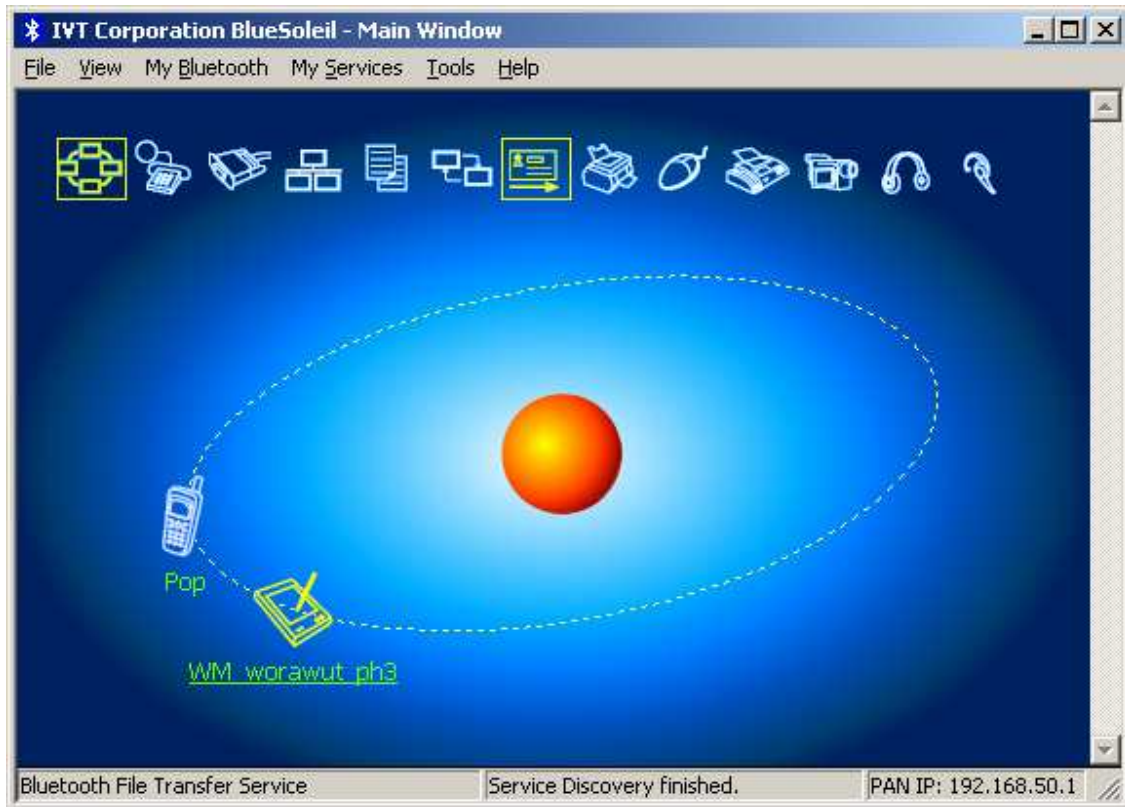 IVT Corporation BlueSoleil - Main Window
File View My Bluetooth My Services Tools Help
Pop
WM_worawut_ph3
Bluetooth File Transfer Service Service Discovery finished. PAN IP: 192.168.50.1